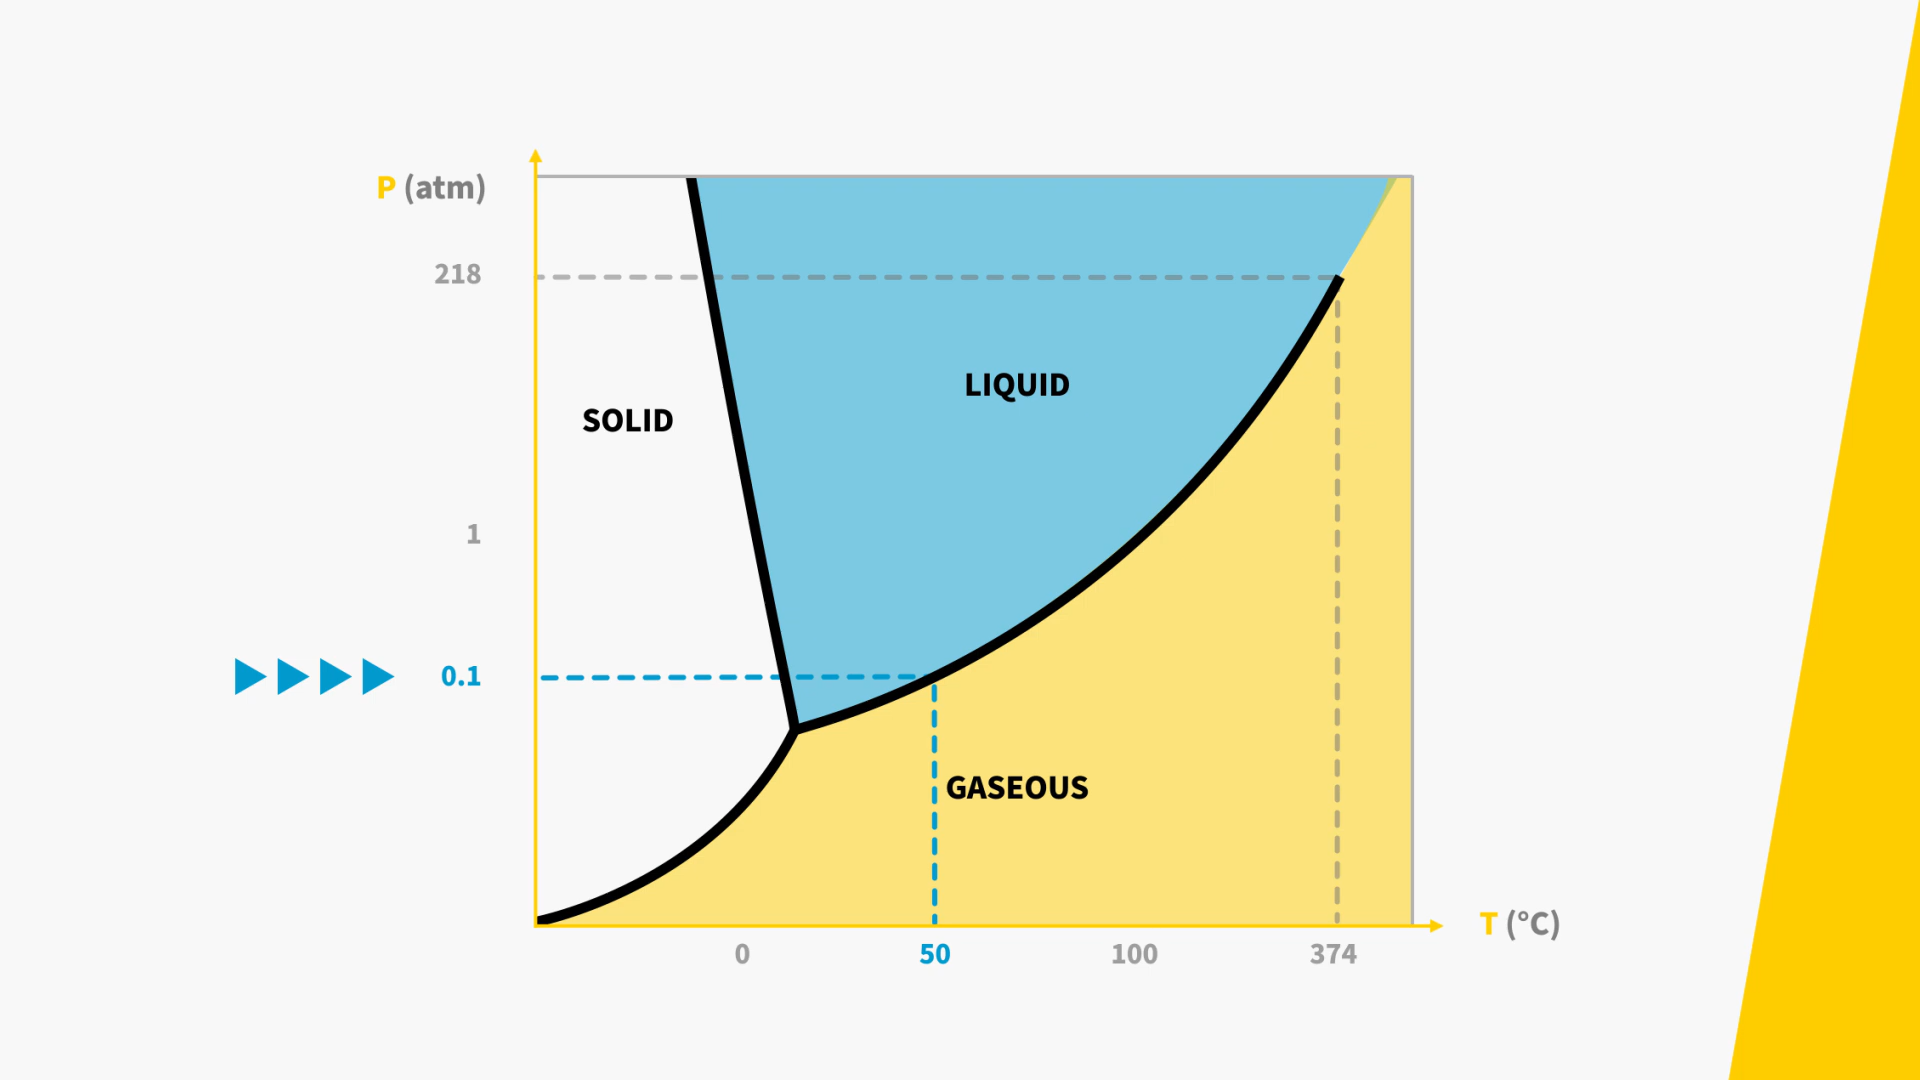 P (atm)
218
LIQUID
SOLID
1
0.1
GASEOUS
T (°C)
0 50 100 374